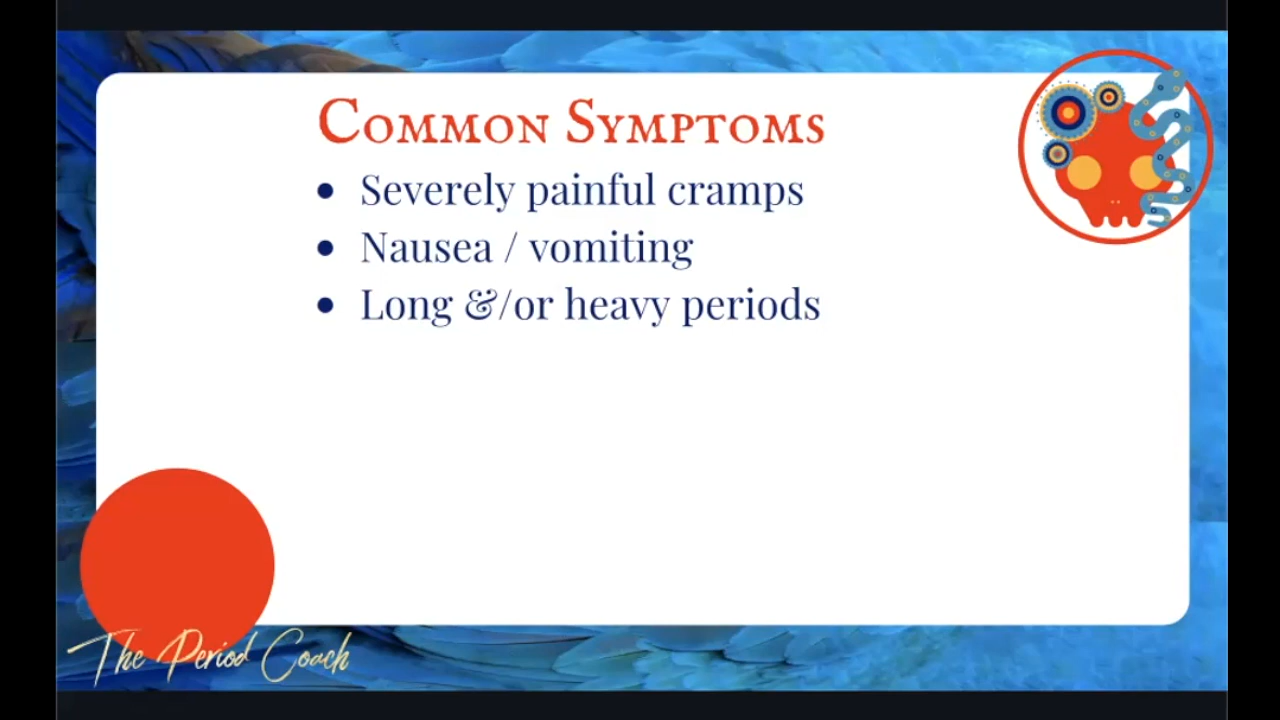 Common Symptoms
• Severely painful cramps
• Nausea / vomiting
• Long &/or heavy periods
The Period Coach